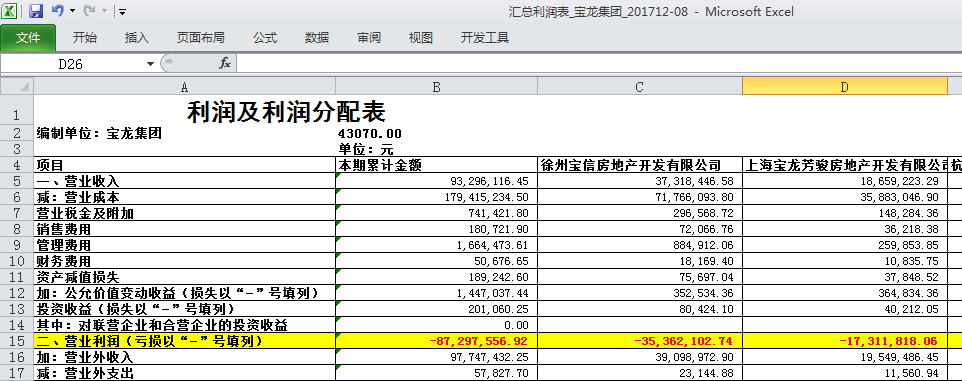 汇总利润表_宝龙集团_201712-08 - Microsoft Excel
文件 开始 插入 页面布局 公式 数据 审阅 视图 开发工具
D26 fx
A B C D
1 利润及利润分配表
2 编制单位：宝龙集团 43070.00
3 单位：元
4 项目 本期累计金额 徐州宝信房地产开发有限公司 上海宝龙芳骏房地产开发有限公司
5 一、营业收入 93,296,116.45 37,318,446.58 18,659,223.29
6 减：营业成本 179,415,234.50 71,766,093.80 35,883,046.90
7 营业税金及附加 741,421.80 296,568.72 148,284.36
8 销售费用 180,721.90 72,066.76 36,218.38
9 管理费用 1,664,473.61 884,912.06 259,853.85
10 财务费用 50,676.65 18,169.40 10,835.75
11 资产减值损失 189,242.60 75,697.04 37,848.52
12 加：公允价值变动收益（损失以“-”号填列） 1,447,037.44 352,534.36 364,834.36
13 投资收益（损失以“-”号填列） 201,060.25 80,424.10 40,212.05
14 其中：对联营企业和合营企业的投资收益 0.00
15 二、营业利润（亏损以“-”号填列） -87,297,556.92 -35,362,102.74 -17,311,818.06
16 加：营业外收入 97,747,432.25 39,098,972.90 19,549,486.45
17 减：营业外支出 57,827.70 23,144.88 11,560.94